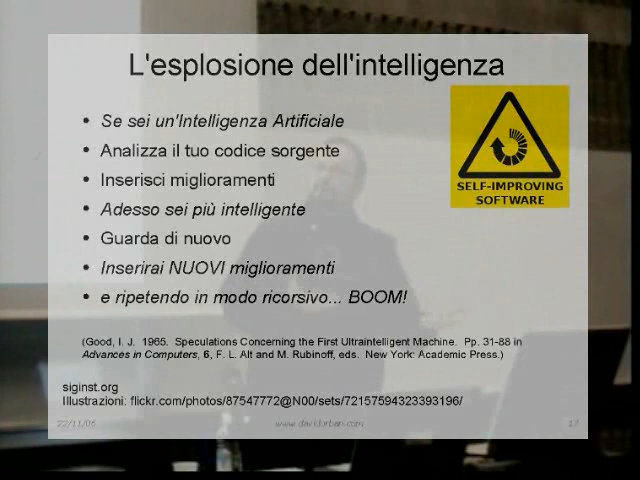 L'esplosione dell'intelligenza
• Se sei un'Intelligenza Artificiale
• Analizza il tuo codice sorgente
• Inserisci miglioramenti
• Adesso sei più intelligente
• Guarda di nuovo
• Inserirai NUOVI miglioramenti
• e ripetendo in modo ricorsivo... BOOM!
SELF-IMPROVING
SOFTWARE
(Good, I. J. 1965. Speculations Concerning the First Ultraintelligent Machine. Pp. 31-88 in
Advances in Computers, 6, F. L. Alt and M. Rubinoff, eds. New York: Academic Press.)
siginst.org
Illustrazioni: flickr.com/photos/87547772@N00/sets/72157594323393196/
22/11/06 www.davidorban.com